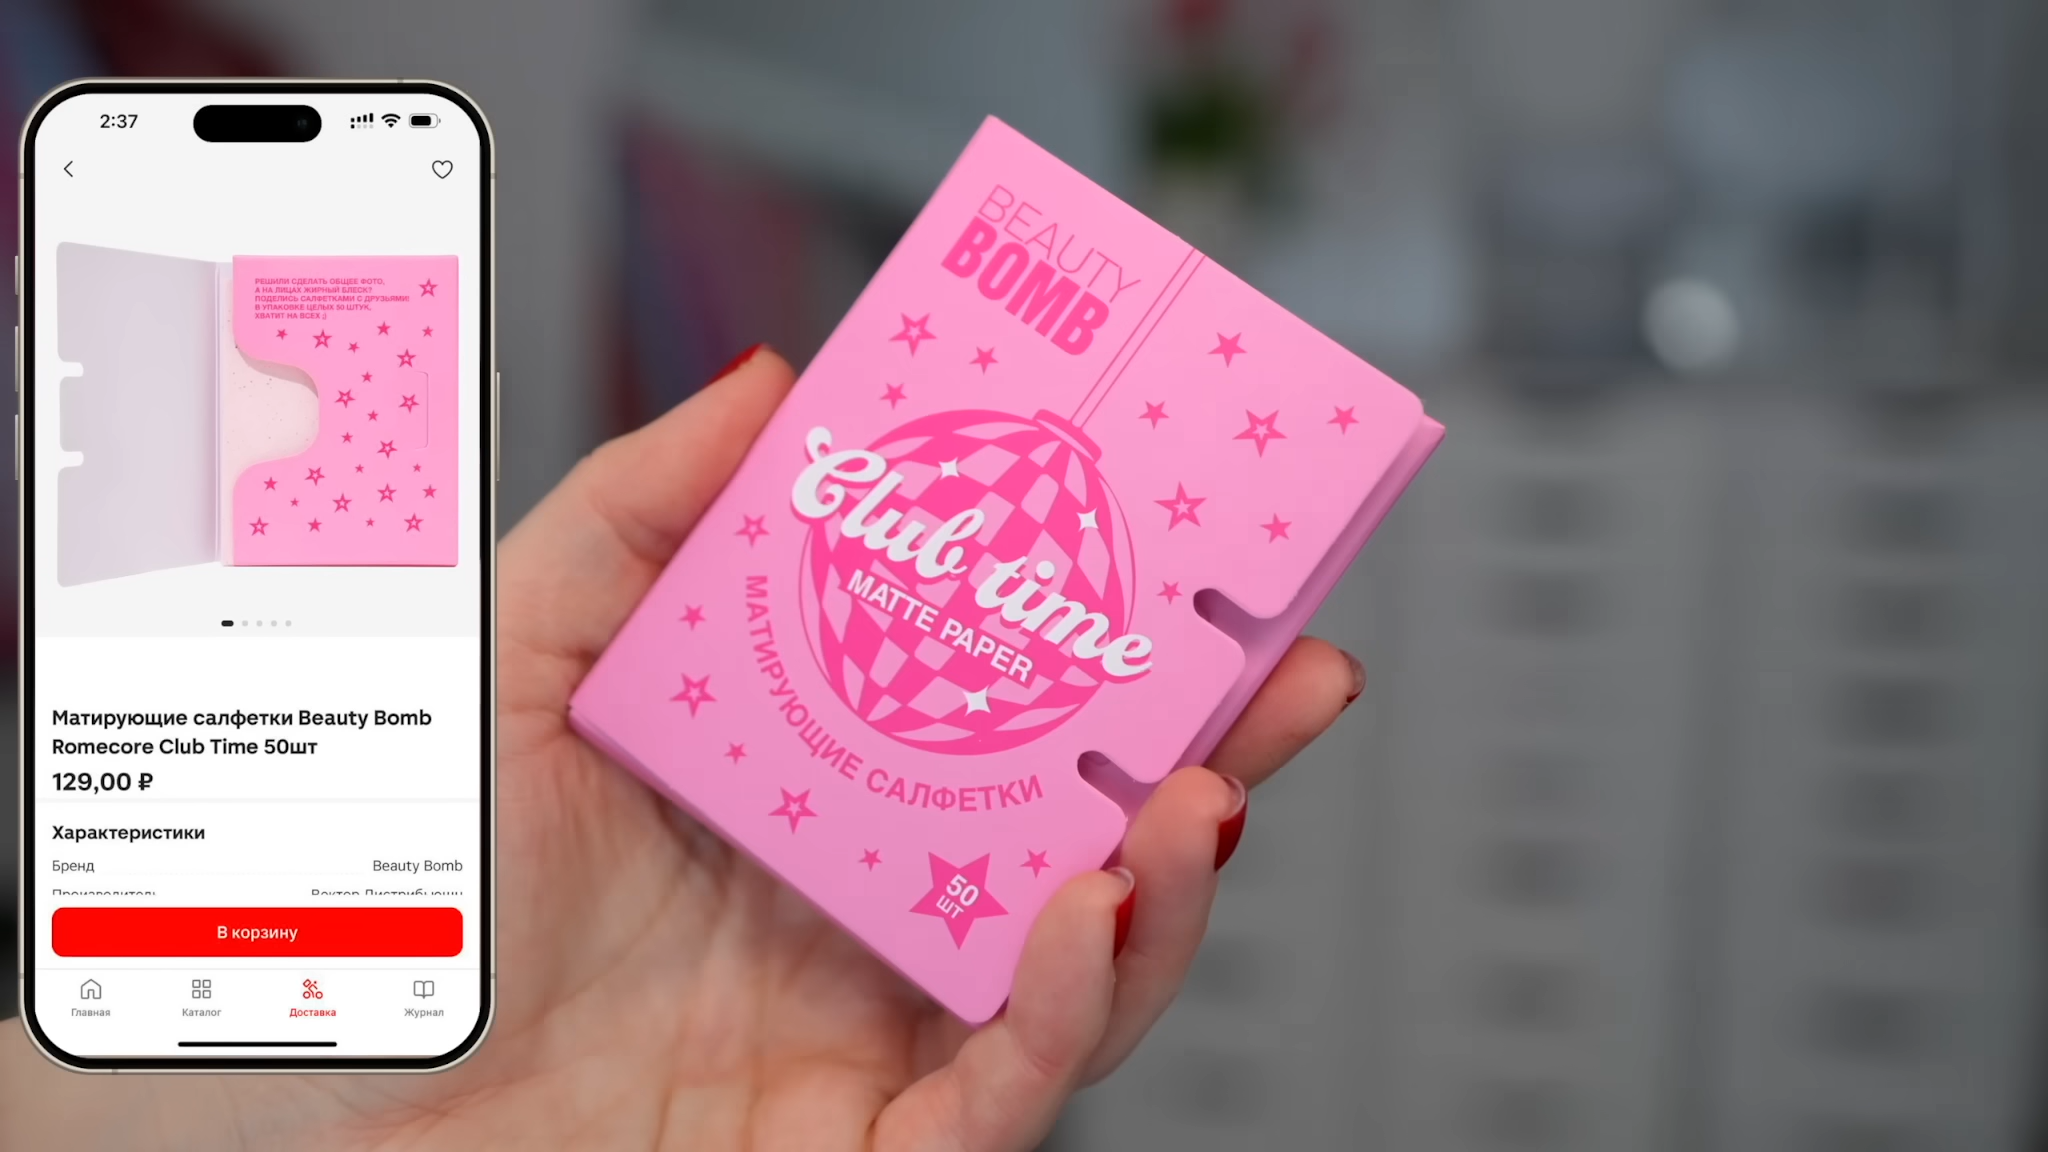 2:37
РЕШИЛИ СДЕЛАТЬ ОБЩЕЕ ФОТО,
А НА ЛИЦАХ ЖИРНЫЙ БЛЕСК?
ПОДЕЛИСЬ САЛФЕТКАМИ С ДРУЗЬЯМИ!
В УПАКОВКЕ ЦЕЛЫХ 50 ШТУК,
ХВАТИТ НА ВСЕХ ;)
Матирующие салфетки Beauty Bomb
Romecore Club Time 50шт
129,00 ₽
Характеристики
Бренд Beauty Bomb
В корзину
Главная Каталог Доставка Журнал
BEAUTY
BOMB
Club time
MATTE PAPER
МАТИРУЮЩИЕ САЛФЕТКИ
50
ШТ